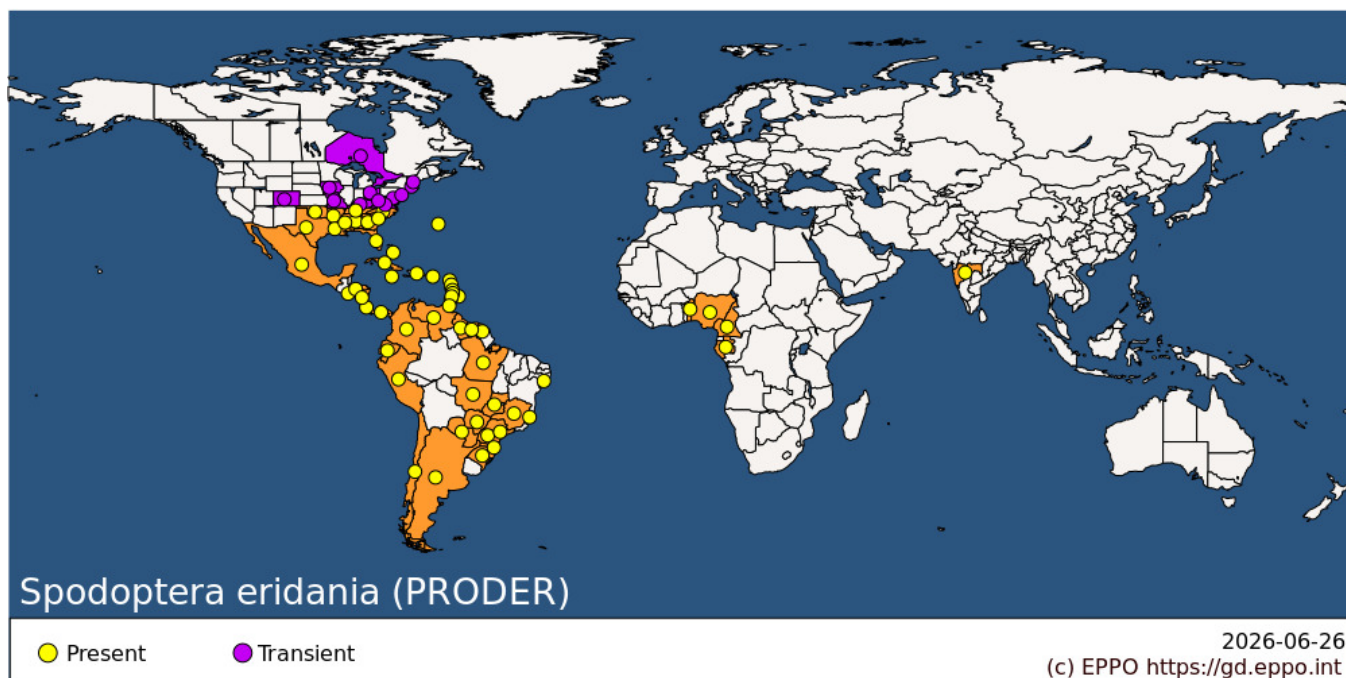 Spodoptera eridania (PRODER)
Present
Transient
2026-06-26
(c) EPPO https://gd.eppo.int